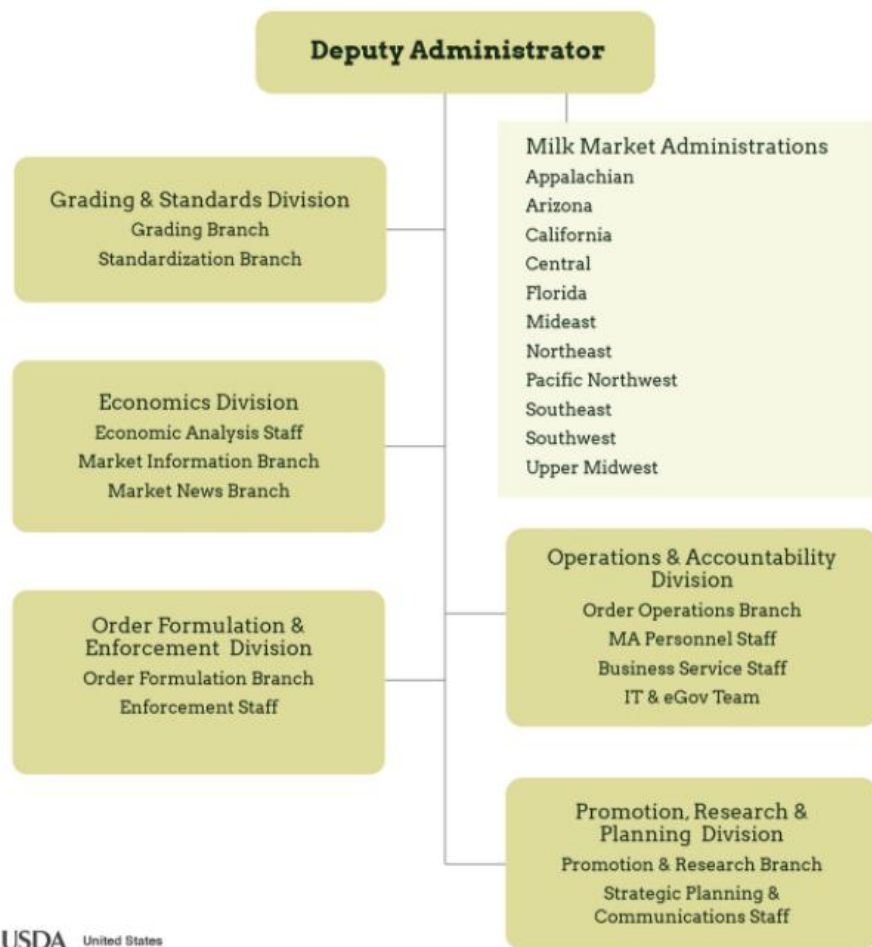 Deputy Administrator
Milk Market Administrations
Appalachian
Arizona
California
Central
Florida
Mideast
Northeast
Pacific Northwest
Southeast
Southwest
Upper Midwest
Grading & Standards Division
Grading Branch
Standardization Branch
Economics Division
Economic Analysis Staff
Market Information Branch
Market News Branch
Order Formulation &
Enforcement Division
Order Formulation Branch
Enforcement Staff
Operations & Accountability
Division
Order Operations Branch
MA Personnel Staff
Business Service Staff
IT & eGov Team
Promotion, Research &
Planning Division
Promotion & Research Branch
Strategic Planning &
Communications Staff
USDA United States